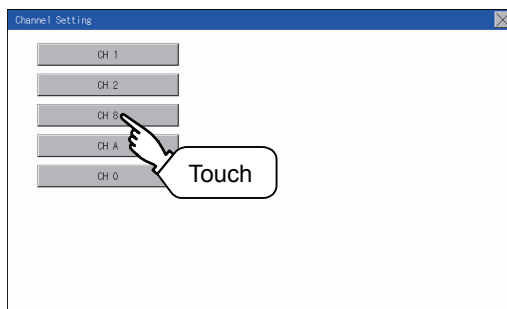 Channel Setting
CH 1
CH 2
CH 8
CH A
CH 0
Touch